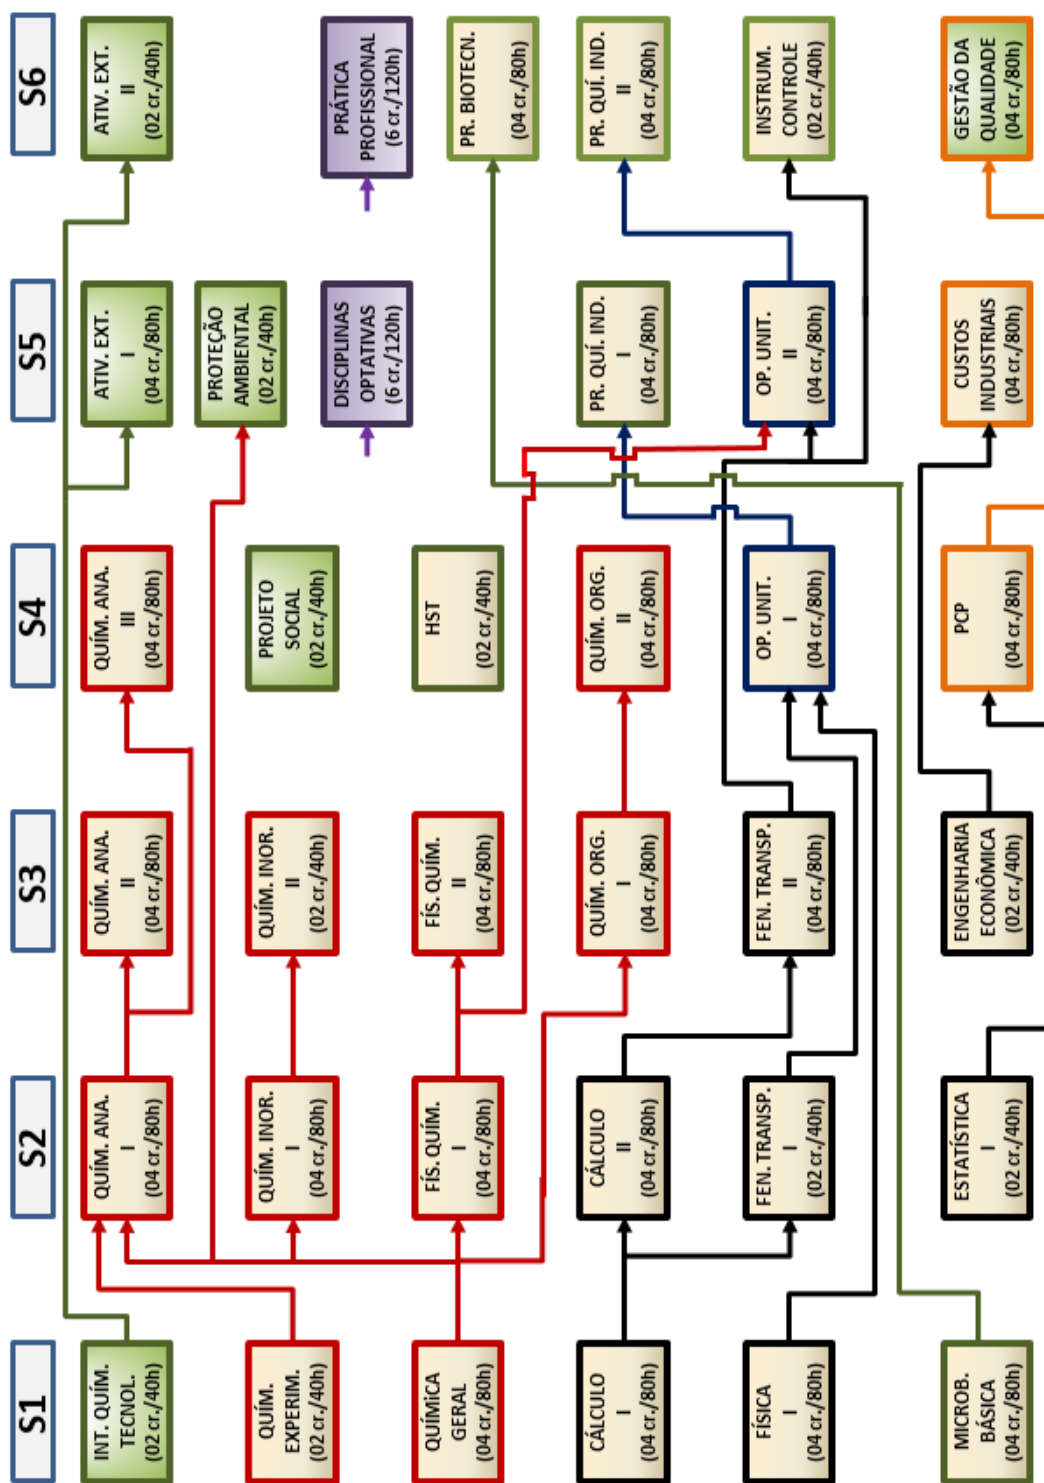 S1
INT. QUÍM.
TECNOL.
(02 cr./40h)
QUÍM.
EXPERIM.
(02 cr./40h)
QUÍMICA
GERAL
(04 cr./80h)
CÁLCULO
I
(04 cr./80h)
FÍSICA
I
(04 cr./80h)
MICROB.
BÁSICA
(04 cr./80h)
S2
QUÍM. ANA.
I
(04 cr./80h)
QUÍM. INOR.
I
(04 cr./80h)
FÍS. QUÍM.
I
(04 cr./80h)
CÁLCULO
II
(04 cr./80h)
FEN. TRANSP.
I
(02 cr./40h)
ESTATÍSTICA
I
(02 cr./40h)
S3
QUÍM. ANA.
II
(04 cr./80h)
QUÍM. INOR.
II
(02 cr./40h)
FÍS. QUÍM.
II
(04 cr./80h)
QUÍM. ORG.
I
(04 cr./80h)
FEN. TRANSP.
II
(04 cr./80h)
ENGENHARIA
ECONÔMICA
(02 cr./40h)
S4
QUÍM. ANA.
III
(04 cr./80h)
PROJETO
SOCIAL
(02 cr./40h)
HST
(02 cr./40h)
QUÍM. ORG.
II
(04 cr./80h)
OP. UNIT.
I
(04 cr./80h)
PCP
(04 cr./80h)
S5
ATIV. EXT.
I
(04 cr./80h)
PROTEÇÃO
AMBIENTAL
(02 cr./40h)
DISCIPLINAS
OPTATIVAS
(6 cr./120h)
PR. QUÍ. IND.
I
(04 cr./80h)
OP. UNIT.
II
(04 cr./80h)
CUSTOS
INDUSTRIAIS
(04 cr./80h)
S6
ATIV. EXT.
II
(02 cr./40h)
PRÁTICA
PROFISSIONAL
(6 cr./120h)
PR. BIOTECN.
(04 cr./80h)
PR. QUÍ. IND.
II
(04 cr./80h)
INSTRUM.
CONTROLE
(02 cr./40h)
GESTÃO DA
QUALIDADE
(04 cr./80h)